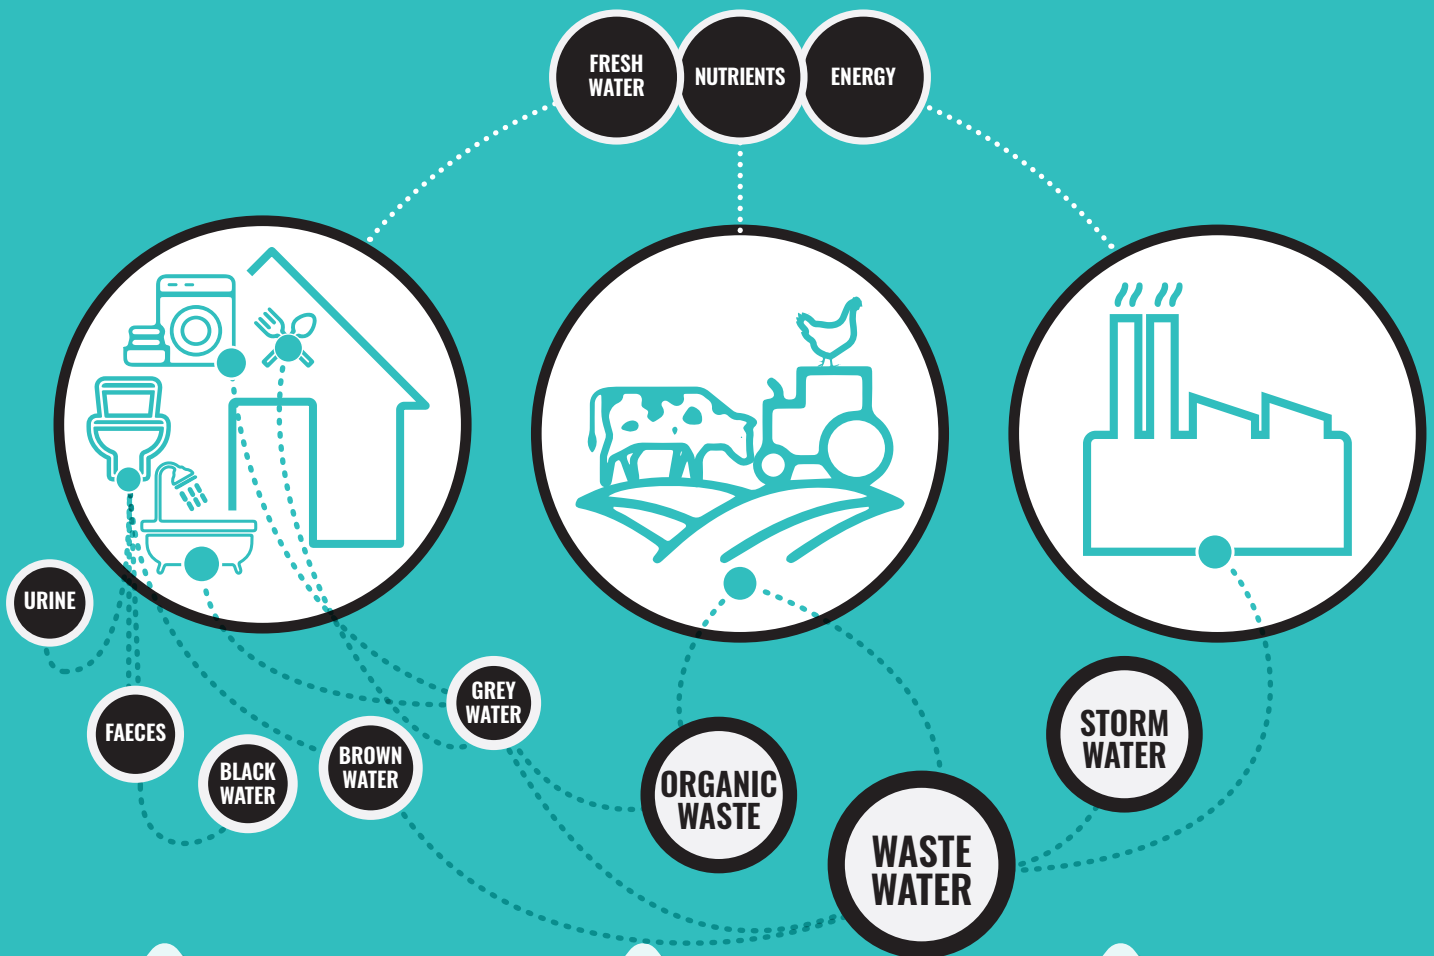 FRESH
WATER
NUTRIENTS
ENERGY
URINE
FAECES
BLACK
WATER
BROWN
WATER
GREY
WATER
ORGANIC
WASTE
WASTE
WATER
STORM
WATER